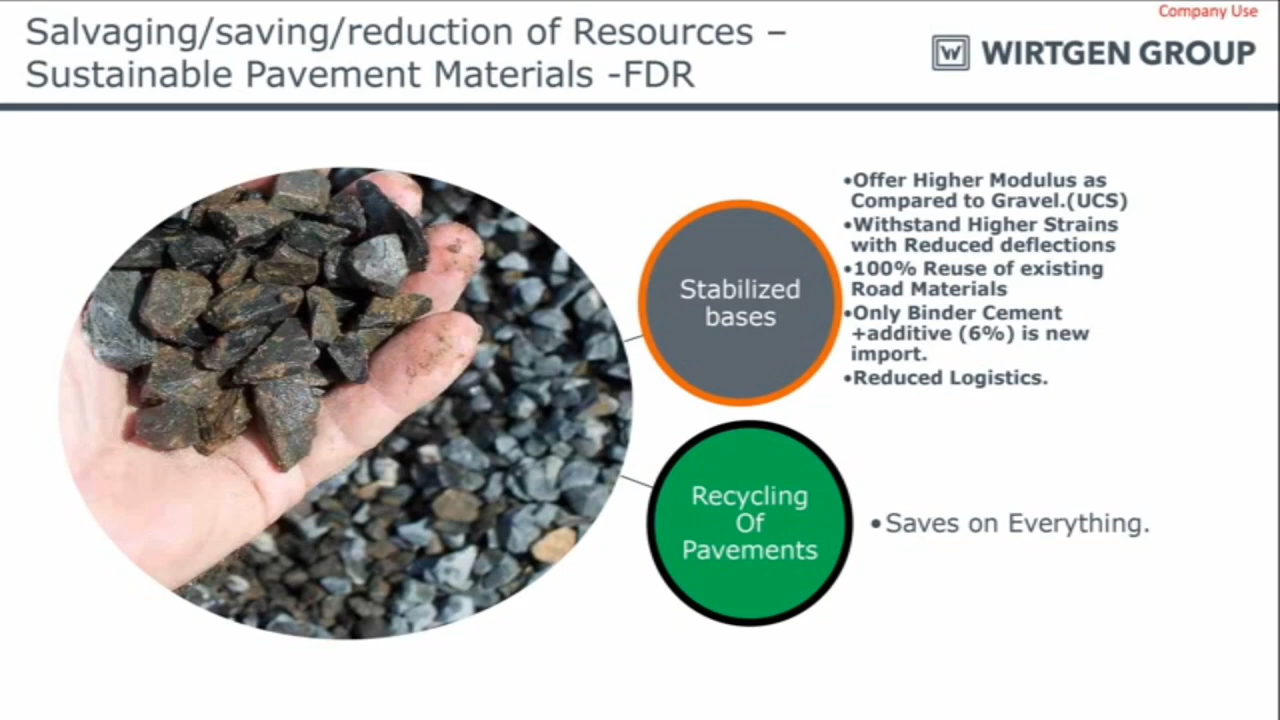 Company Use
Salvaging/saving/reduction of Resources –
Sustainable Pavement Materials -FDR
WIRTGEN GROUP
Stabilized
bases
•Offer Higher Modulus as
Compared to Gravel.(UCS)
•Withstand Higher Strains
with Reduced deflections
•100% Reuse of existing
Road Materials
•Only Binder Cement
+additive (6%) is new
import.
•Reduced Logistics.
Recycling
Of
Pavements
•Saves on Everything.